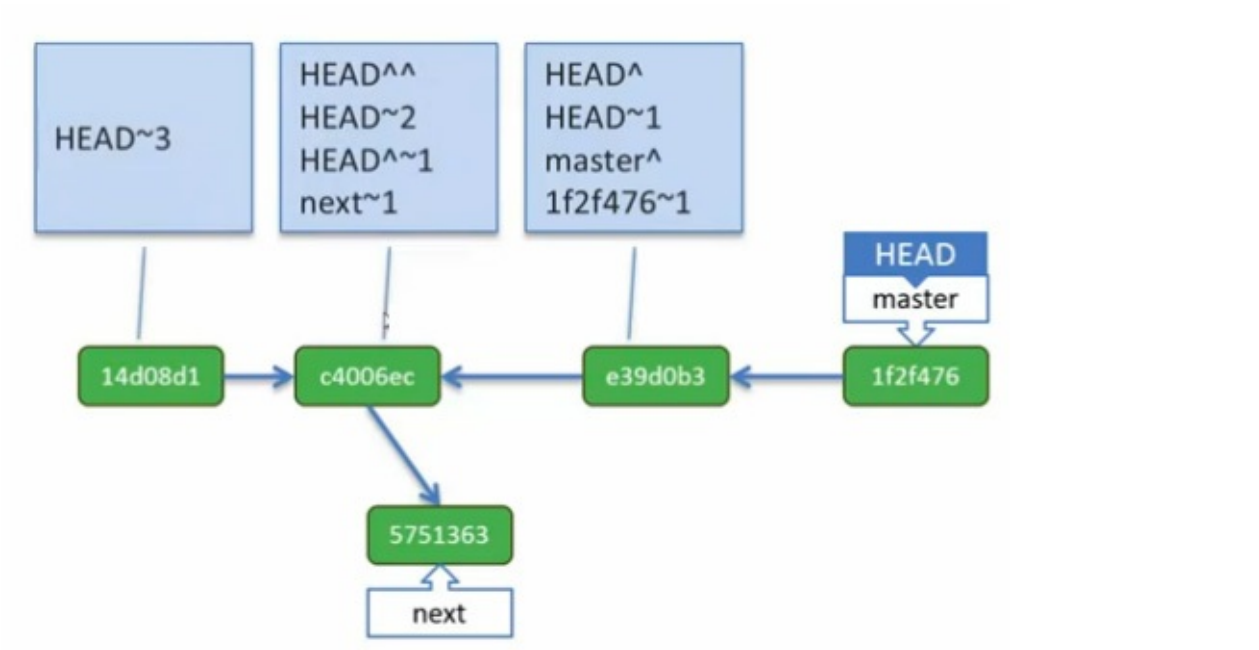 HEAD~3
HEAD^^
HEAD~2
HEAD^~1
next~1
HEAD^
HEAD~1
master^
1f2f476~1
HEAD
master
14d08d1
c4006ec
e39d0b3
1f2f476
5751363
next